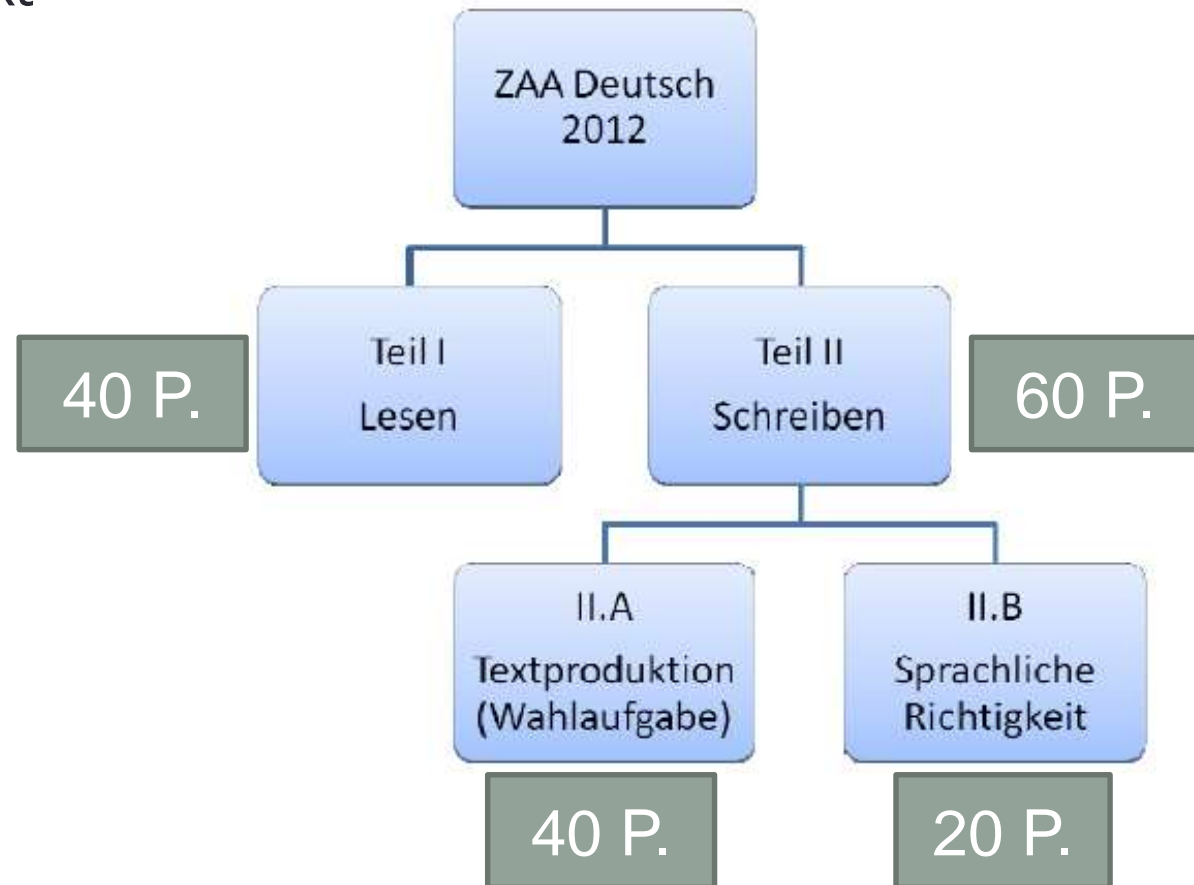 ZAA Deutsch
2012
40 P.
Teil I
Lesen
Teil II
Schreiben
60 P.
II.A
Textproduktion
(Wahlaufgabe)
II.B
Sprachliche
Richtigkeit
40 P.
20 P.